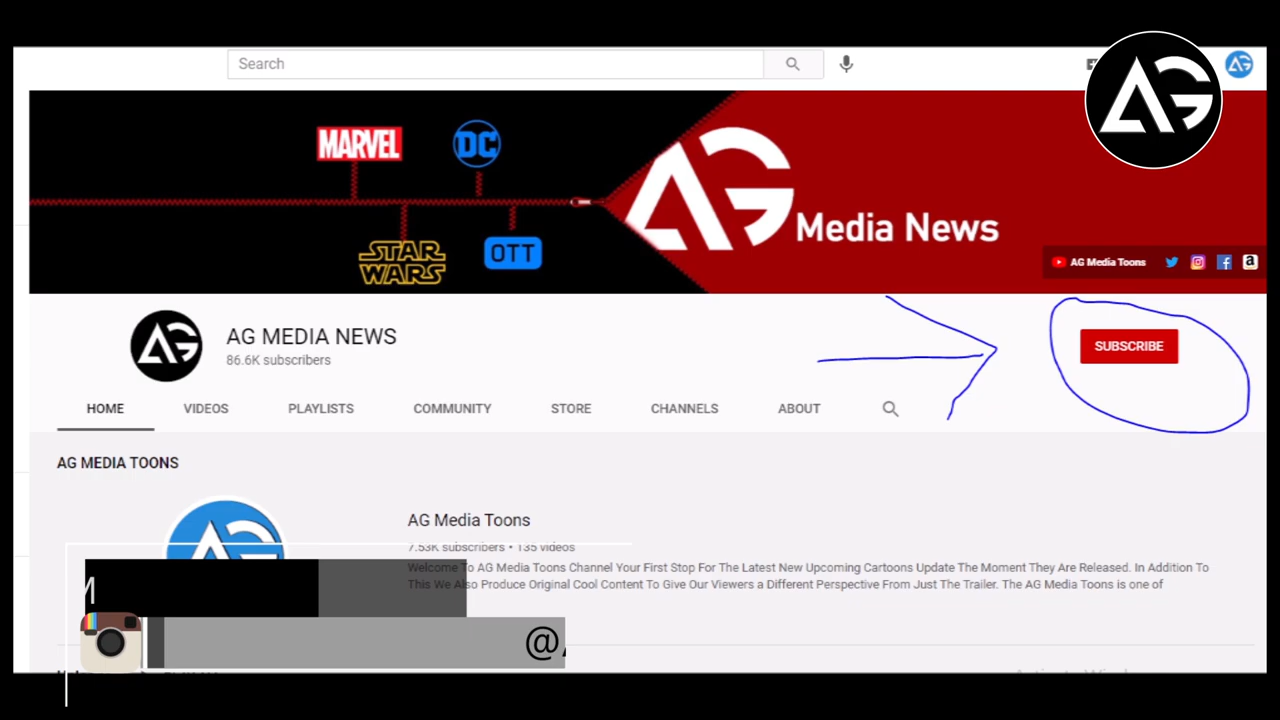 Search
MARVEL
DC
STAR
WARS
OTT
AG
Media News
AG Media Toons
AG
AG
AG MEDIA NEWS
86.6K subscribers
SUBSCRIBE
HOME VIDEOS PLAYLISTS COMMUNITY STORE CHANNELS ABOUT
AG MEDIA TOONS
AG Media Toons
7.53K subscribers • 135 videos
Welcome To AG Media Toons Channel Your First Stop For The Latest New Upcoming Cartoons Update The Moment They Are Released. In Addition To
This We Also Produce Original Cool Content To Give Our Viewers a Different Perspective From Just The Trailer. The AG Media Toons is one of
@